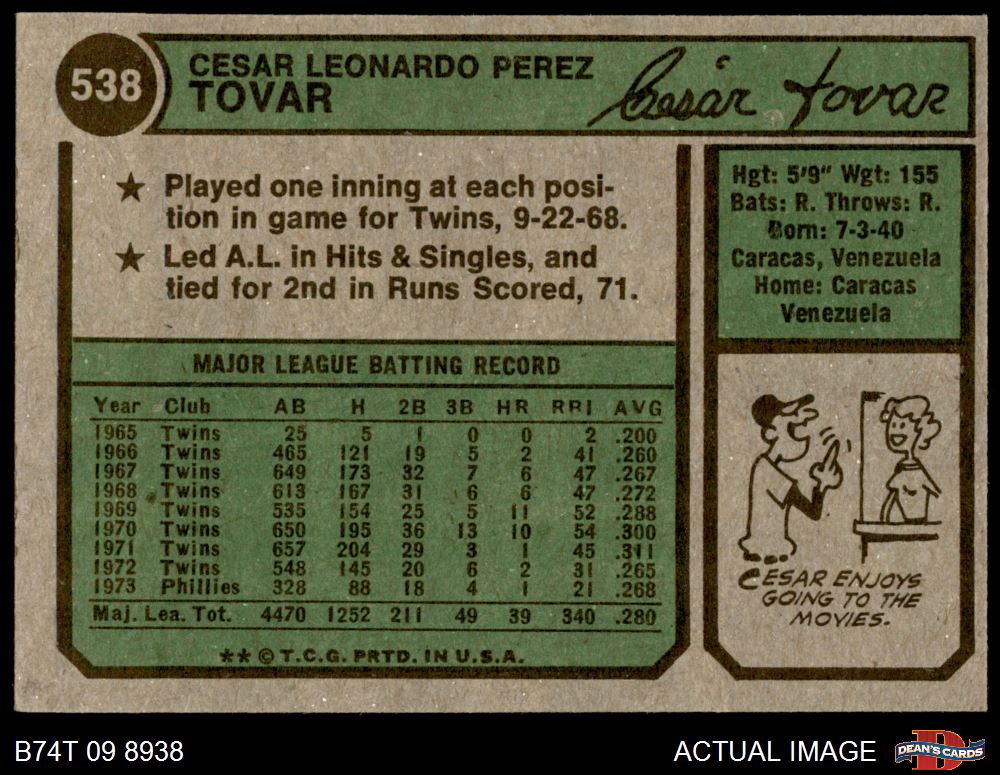 538
CESAR LEONARDO PEREZ
TOVAR
Cesár Tovar
★ Played one inning at each posi-
tion in game for Twins, 9-22-68.
★ Led A.L. in Hits & Singles, and
tied for 2nd in Runs Scored, 71.
Hgt: 5'9" Wgt: 155
Bats: R. Throws: R.
Born: 7-3-40
Caracas, Venezuela
Home: Caracas
Venezuela
MAJOR LEAGUE BATTING RECORD
Year Club AB H 2B 3B HR RBI AVG
1965 Twins 25 5 1 0 0 2 .200
1966 Twins 465 121 19 5 2 41 .260
1967 Twins 649 173 32 7 6 47 .267
1968 Twins 613 167 31 6 6 47 .272
1969 Twins 535 154 25 5 11 52 .288
1970 Twins 650 195 36 13 10 54 .300
1971 Twins 657 204 29 3 1 45 .311
1972 Twins 548 145 20 6 2 31 .265
1973 Phillies 328 88 18 4 1 21 .268
Maj. Lea. Tot. 4470 1252 211 49 39 340 .280
** © T.C.G. PRTD. IN U.S.A.
CESAR ENJOYS
GOING TO THE
MOVIES.
B74T 09 8938
ACTUAL IMAGE
DEAN'S CARDS